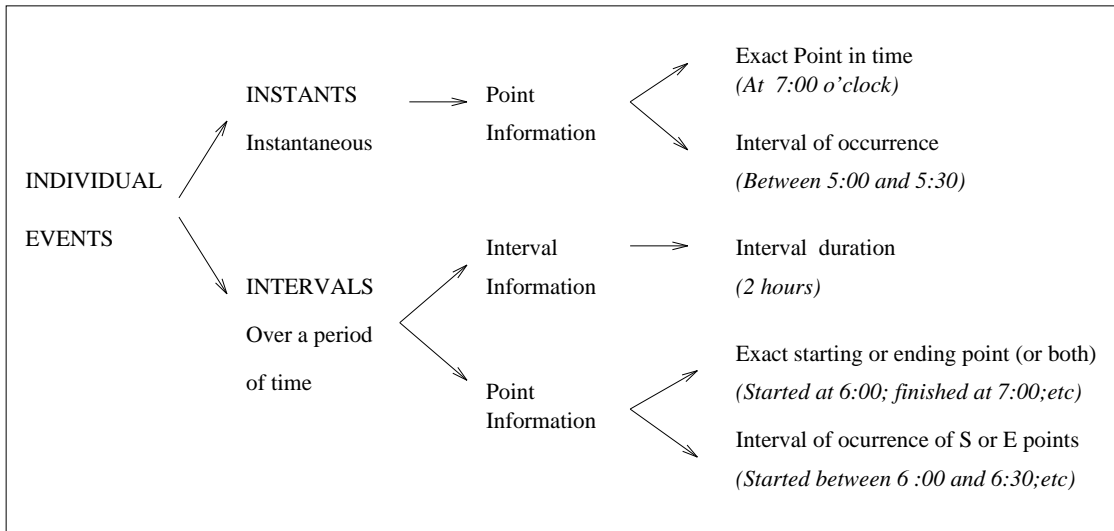 INDIVIDUAL
EVENTS
INSTANTS
Instantaneous
Point
Information
Exact Point in time
(At 7:00 o'clock)
Interval of occurrence
(Between 5:00 and 5:30)
INTERVALS
Over a period
of time
Interval
Information
Interval duration
(2 hours)
Point
Information
Exact starting or ending point (or both)
(Started at 6:00; finished at 7:00;etc)
Interval of ocurrence of S or E points
(Started between 6 :00 and 6:30;etc)